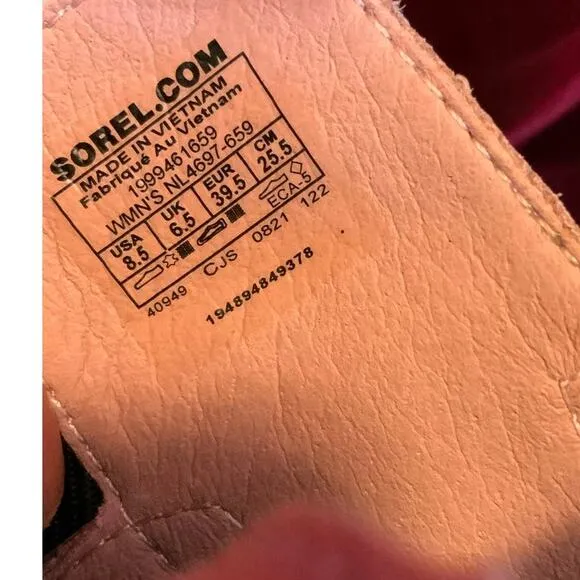 SOREL.COM
MADE IN VIETNAM
Fabriqué Au Vietnam
1999461659
WMN'S NL4697-659
USA UK EUR CM
8.5 6.5 39.5 25.5
ECA-5
40949 CJS 0821 122
194894849378